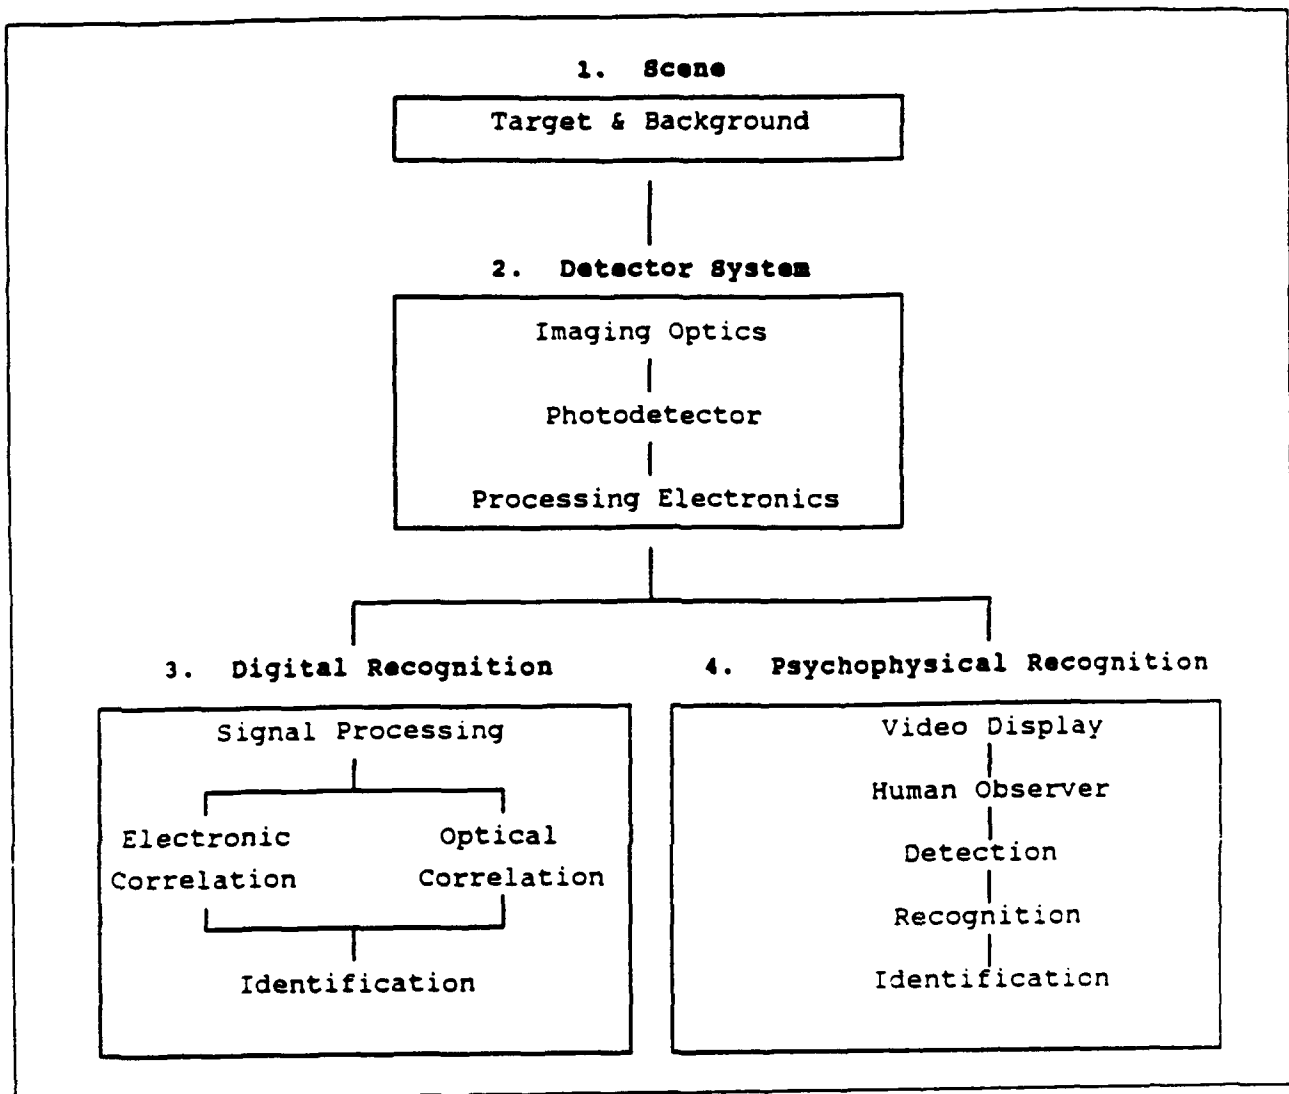 1. Scene
Target & Background
2. Detector System
Imaging Optics
Photodetector
Processing Electronics
3. Digital Recognition
Signal Processing
Electronic
Correlation
Optical
Correlation
Identification
4. Psychophysical Recognition
Video Display
Human Observer
Detection
Recognition
Identification